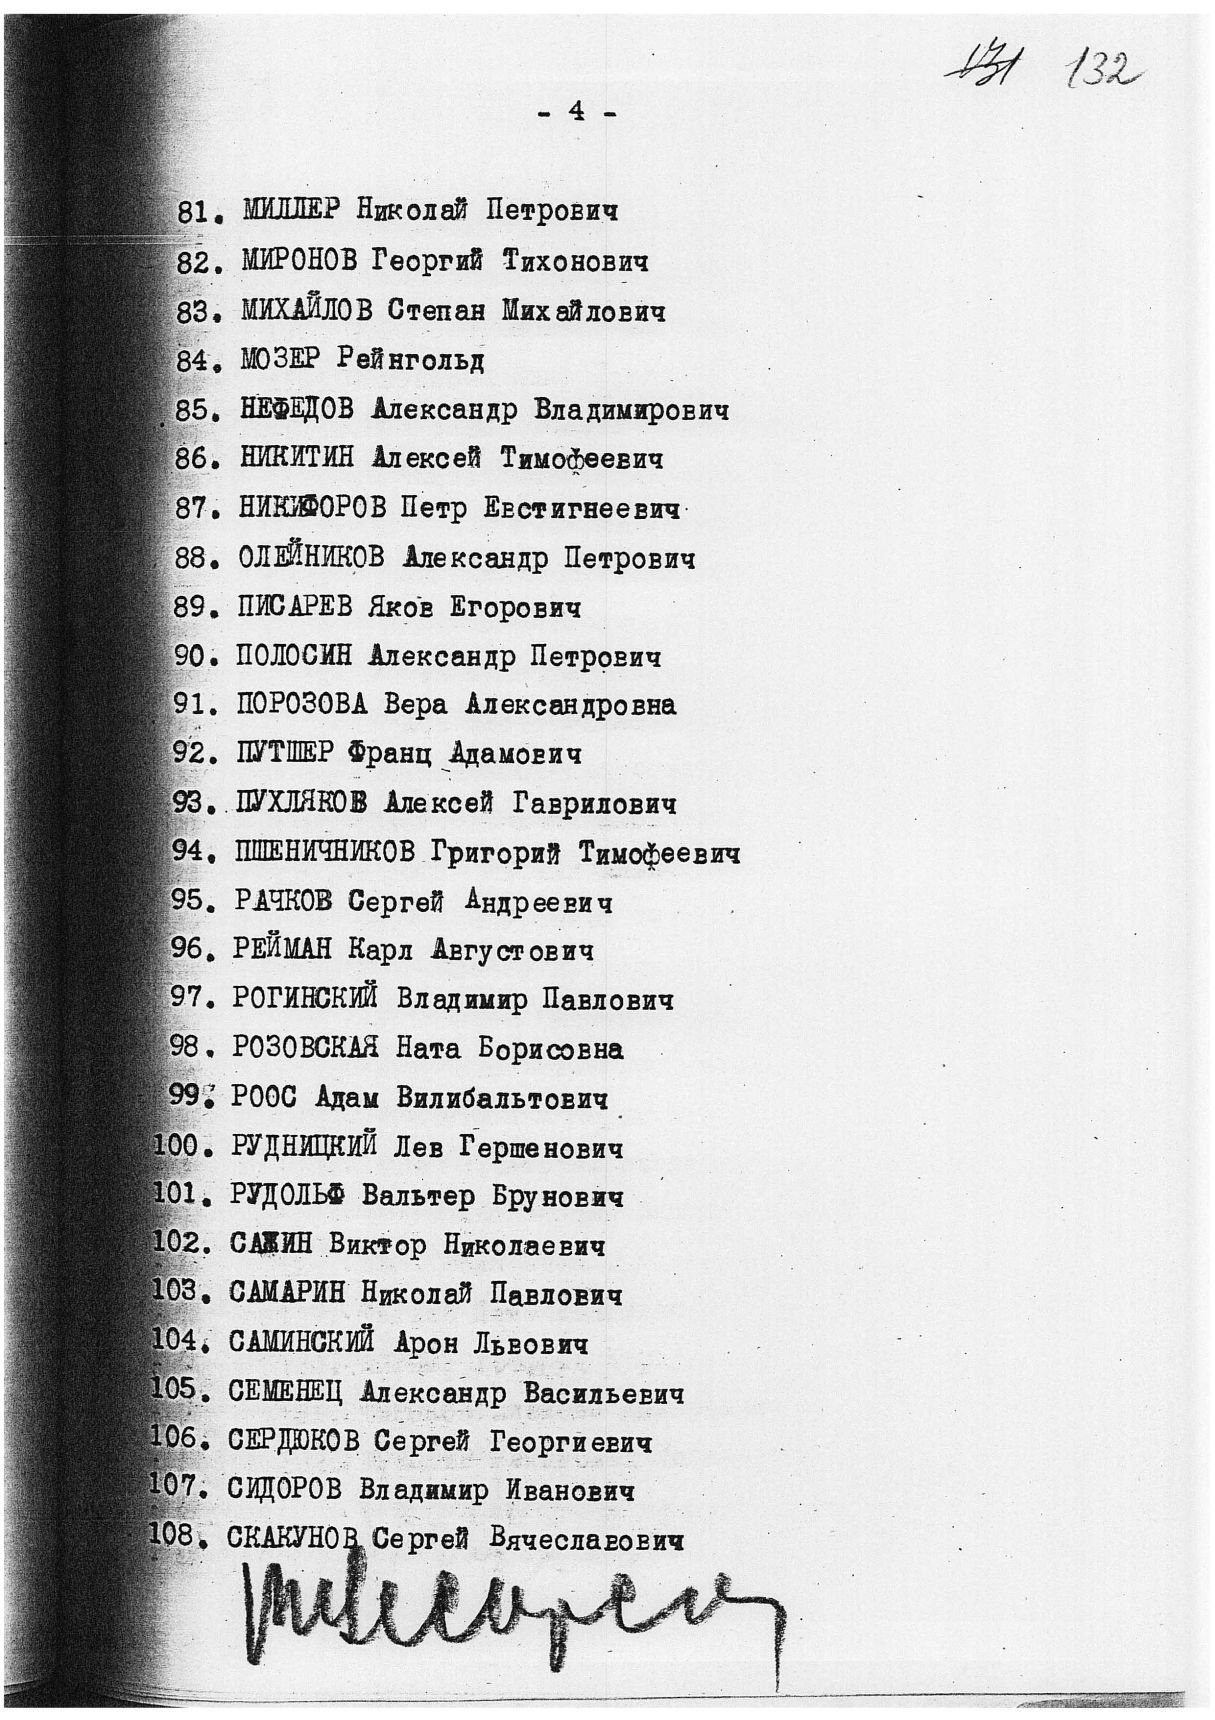 131 132
- 4 -
81. МИЛЛЕР Николай Петрович
82. МИРОНОВ Георгий Тихонович
83. МИХАЙЛОВ Степан Михайлович
84. МОЗЕР Рейнгольд
85. НЕФЕДОВ Александр Владимирович
86. НИКИТИН Алексей Тимофеевич
87. НИКИФОРОВ Петр Евстигнеевич
88. ОЛЕЙНИКОВ Александр Петрович
89. ПИСАРЕВ Яков Егорович
90. ПОЛОСИН Александр Петрович
91. ПОРОЗОВА Вера Александровна
92. ПУТШЕР Франц Адамович
93. ПУХЛЯКОВ Алексей Гаврилович
94. ПШЕНИЧНИКОВ Григорий Тимофеевич
95. РАЧКОВ Сергей Андреевич
96. РЕЙМАН Карл Августович
97. РОГИНСКИЙ Владимир Павлович
98. РОЗОВСКАЯ Ната Борисовна
99. РООС Адам Вилибальтович
100. РУДНИЦКИЙ Лев Гершенович
101. РУДОЛЬФ Вальтер Брунович
102. САЖИН Виктор Николаевич
103. САМАРИН Николай Павлович
104. САМИНСКИЙ Арон Львович
105. СЕМЕНЕЦ Александр Васильевич
106. СЕРДЮКОВ Сергей Георгиевич
107. СИДОРОВ Владимир Иванович
108. СКАКУНОВ Сергей Вячеславович